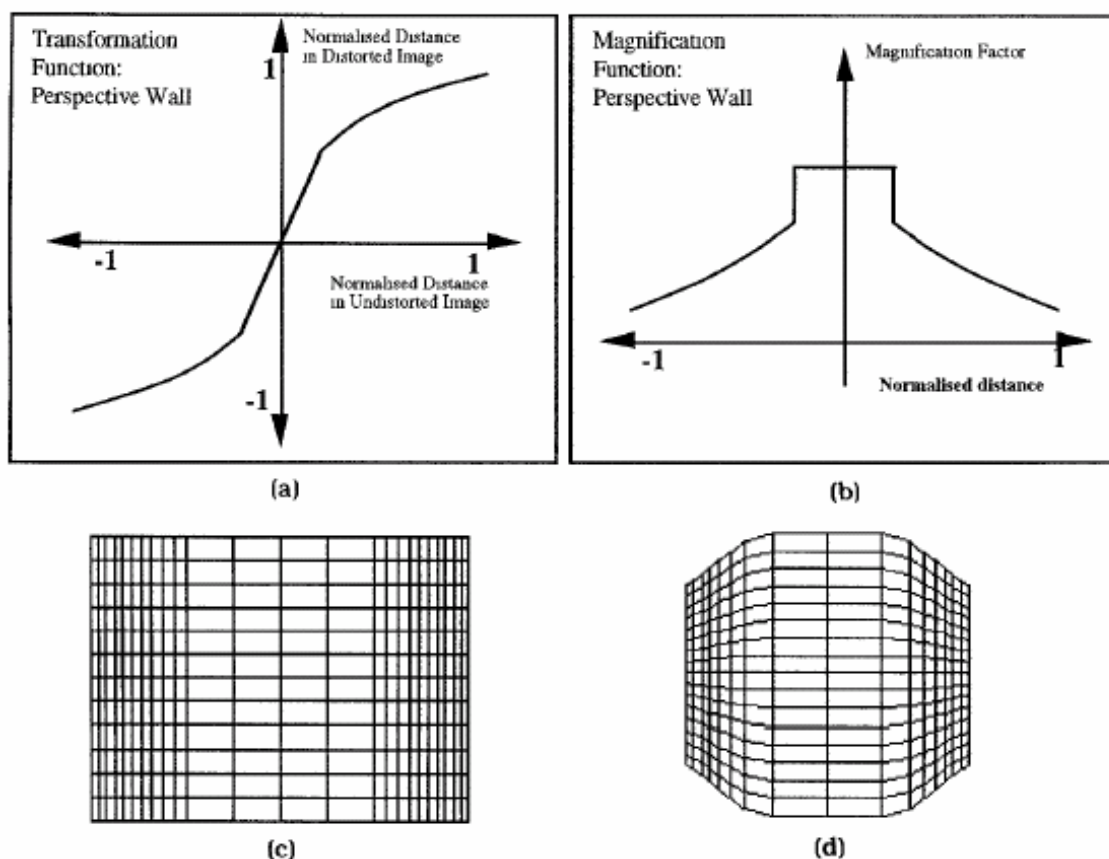 Transformation
Function:
Perspective Wall
Normalised Distance
in Distorted Image
1
-1
1
Normalised Distance
in Undistorted Image
-1
(a)
Magnification
Function:
Perspective Wall
Magnification Factor
-1
1
Normalised distance
(b)
(c)
(d)